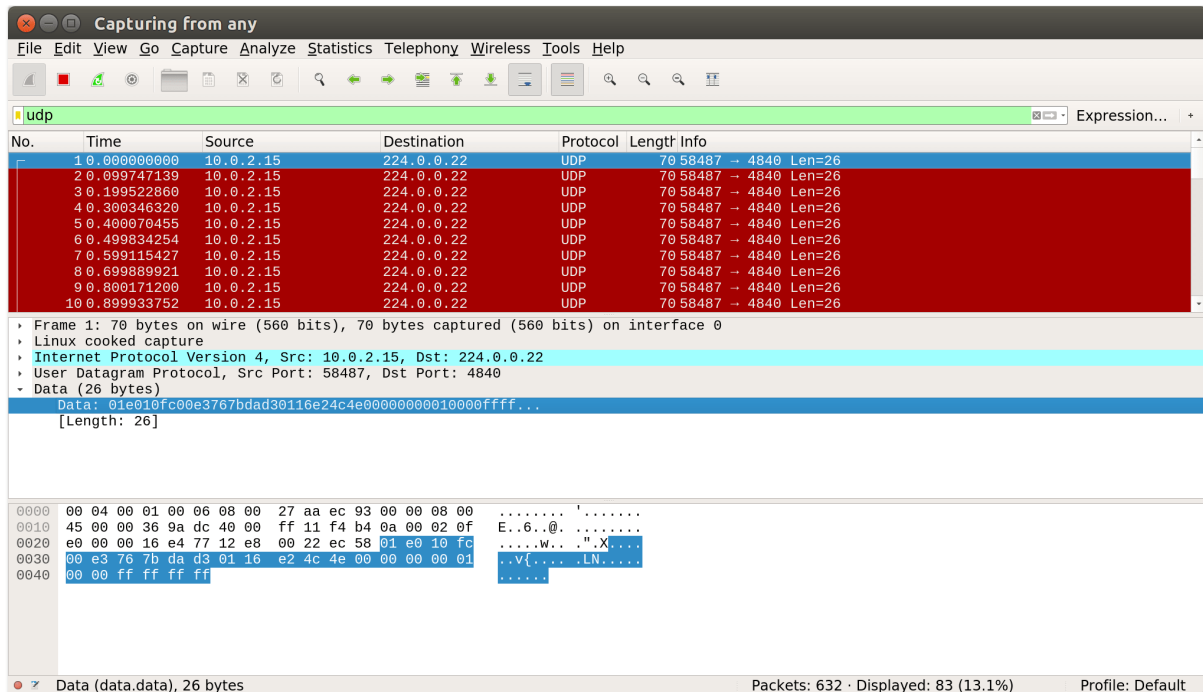 Capturing from any
File Edit View Go Capture Analyze Statistics Telephony Wireless Tools Help
udp Expression... +
No. Time Source Destination Protocol Length Info
1 0.000000000 10.0.2.15 224.0.0.22 UDP 70 58487 → 4840 Len=26
2 0.099747139 10.0.2.15 224.0.0.22 UDP 70 58487 → 4840 Len=26
3 0.199522860 10.0.2.15 224.0.0.22 UDP 70 58487 → 4840 Len=26
4 0.300346320 10.0.2.15 224.0.0.22 UDP 70 58487 → 4840 Len=26
5 0.400070455 10.0.2.15 224.0.0.22 UDP 70 58487 → 4840 Len=26
6 0.499834254 10.0.2.15 224.0.0.22 UDP 70 58487 → 4840 Len=26
7 0.599115427 10.0.2.15 224.0.0.22 UDP 70 58487 → 4840 Len=26
8 0.699889921 10.0.2.15 224.0.0.22 UDP 70 58487 → 4840 Len=26
9 0.800171200 10.0.2.15 224.0.0.22 UDP 70 58487 → 4840 Len=26
10 0.899933752 10.0.2.15 224.0.0.22 UDP 70 58487 → 4840 Len=26
Frame 1: 70 bytes on wire (560 bits), 70 bytes captured (560 bits) on interface 0
Linux cooked capture
Internet Protocol Version 4, Src: 10.0.2.15, Dst: 224.0.0.22
User Datagram Protocol, Src Port: 58487, Dst Port: 4840
Data (26 bytes)
Data: 01e010fc00e3767bdad30116e24c4e00000000010000ffff...
[Length: 26]
0000 00 04 00 01 00 06 08 00 27 aa ec 93 00 00 08 00 ........ '.......
0010 45 00 00 36 9a dc 40 00 ff 11 f4 b4 0a 00 02 0f E..6..@. ........
0020 e0 00 00 16 e4 77 12 e8 00 22 ec 58 01 e0 10 fc .....w.. .".X....
0030 00 e3 76 7b da d3 01 16 e2 4c 4e 00 00 00 00 01 ..v{.... .LN.....
0040 00 00 ff ff ff ff ......
Data (data.data), 26 bytes Packets: 632 · Displayed: 83 (13.1%) Profile: Default